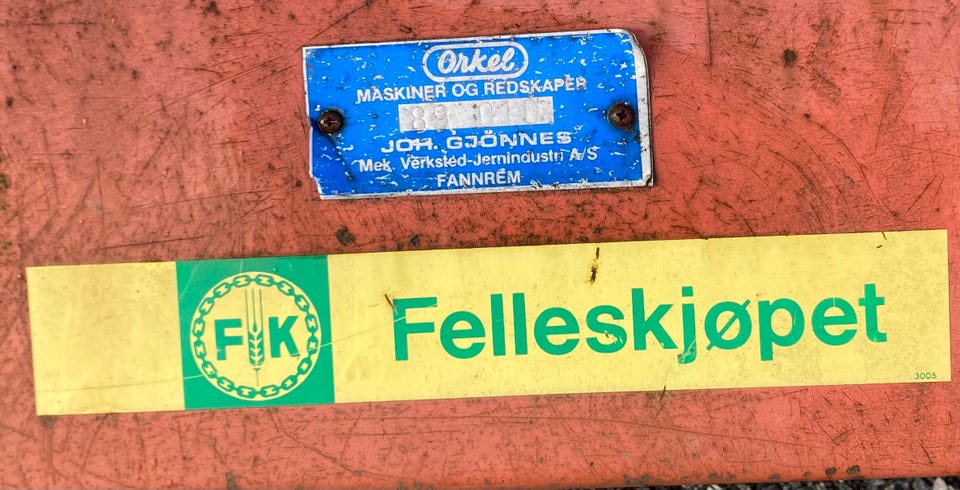 Orkel
MASKINER OG REDSKAPER
JOH. GJÖNNES
Mek. Verksted-Jernindustri A/S
FANNREM
FK
Felleskjøpet
3005